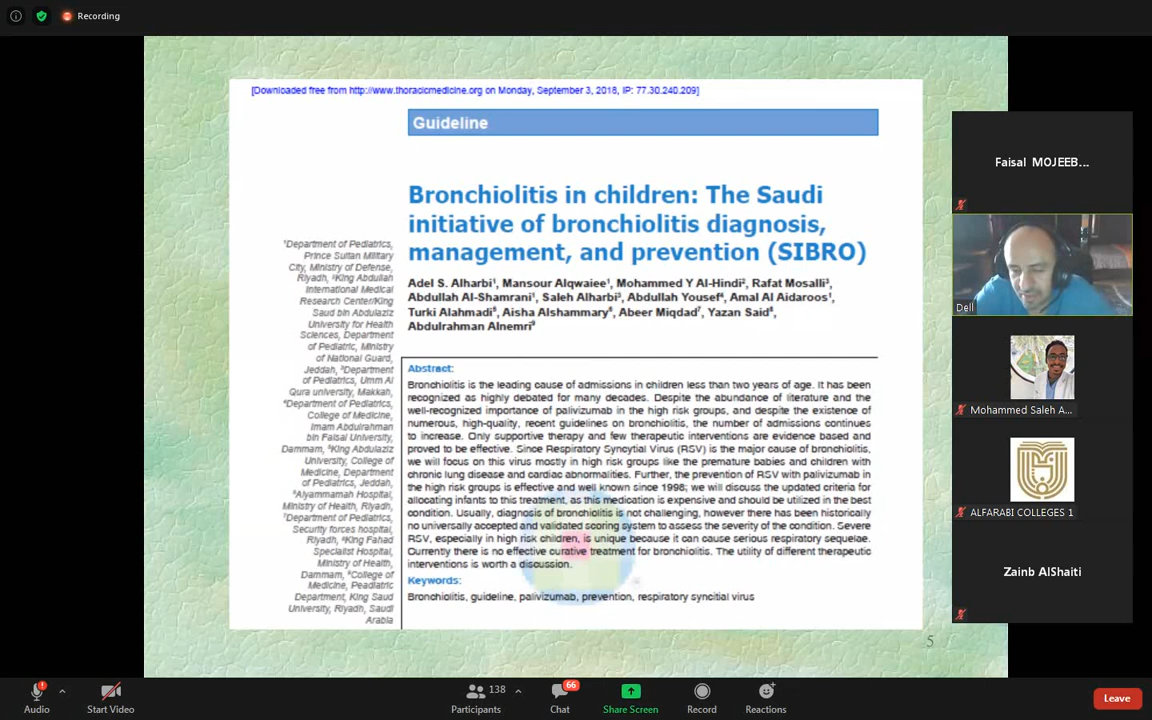 Recording
[Downloaded free from http://www.thoracicmedicine.org on Monday, September 3, 2018, IP: 77.30.240.209]
Guideline
Bronchiolitis in children: The Saudi
initiative of bronchiolitis diagnosis,
management, and prevention (SIBRO)
Adel S. Alharbi¹, Mansour Alqwaiee¹, Mohammed Y Al-Hindi², Rafat Mosalli³,
Abdullah Al-Shamrani¹, Saleh Alharbi³, Abdullah Yousef⁴, Amal Al Aidaroos¹,
Turki Alahmadi⁵, Aisha Alshammary⁶, Abeer Miqdad⁷, Yazan Said⁸,
Abdulrahman Alnemri⁹
¹Department of Pediatrics,
Prince Sultan Military
City, Ministry of Defense,
Riyadh, ²King Abdullah
International Medical
Research Center/King
Saud bin Abdulaziz
University for Health
Sciences, Department
of Pediatric, Ministry
of National Guard,
Jeddah, ³Department
of Pediatrics, Umm Al
Qura university, Makkah,
⁴Department of Pediatrics,
College of Medicine,
Imam Abdulrahman
bin Faisal University,
Dammam, ⁵King Abdulaziz
University, College of
Medicine, Department
of Pediatrics, Jeddah,
⁶Alyammamah Hospital,
Ministry of Health, Riyadh,
⁷Department of Pediatrics,
Security forces hospital,
Riyadh, ⁸King Fahad
Specialist Hospital,
Ministry of Health,
Dammam, ⁹College of
Medicine, Peadiatric
Department, King Saud
University, Riyadh, Saudi
Arabia
Abstract:
Bronchiolitis is the leading cause of admissions in children less than two years of age. It has been
recognized as highly debated for many decades. Despite the abundance of literature and the
well-recognized importance of palivizumab in the high risk groups, and despite the existence of
numerous, high-quality, recent guidelines on bronchiolitis, the number of admissions continues
to increase. Only supportive therapy and few therapeutic interventions are evidence based and
proved to be effective. Since Respiratory Syncytial Virus (RSV) is the major cause of bronchiolitis,
we will focus on this virus mostly in high risk groups like the premature babies and children with
chronic lung disease and cardiac abnormalities. Further, the prevention of RSV with palivizumab in
the high risk groups is effective and well known since 1998; we will discuss the updated criteria for
allocating infants to this treatment, as this medication is expensive and should be utilized in the best
condition. Usually, diagnosis of bronchiolitis is not challenging, however there has been historically
no universally accepted and validated scoring system to assess the severity of the condition. Severe
RSV, especially in high risk children, is unique because it can cause serious respiratory sequelae.
Currently there is no effective curative treatment for bronchiolitis. The utility of different therapeutic
interventions is worth a discussion.
Keywords:
Bronchiolitis, guideline, palivizumab, prevention, respiratory syncitial virus
5
Faisal MOJEEB...
Dell
Mohammed Saleh A...
ALFARABI COLLEGES 1
Zainb AlShaiti
Audio
Start Video
138
Participants
66
Chat
Share Screen
Record
Reactions
Leave